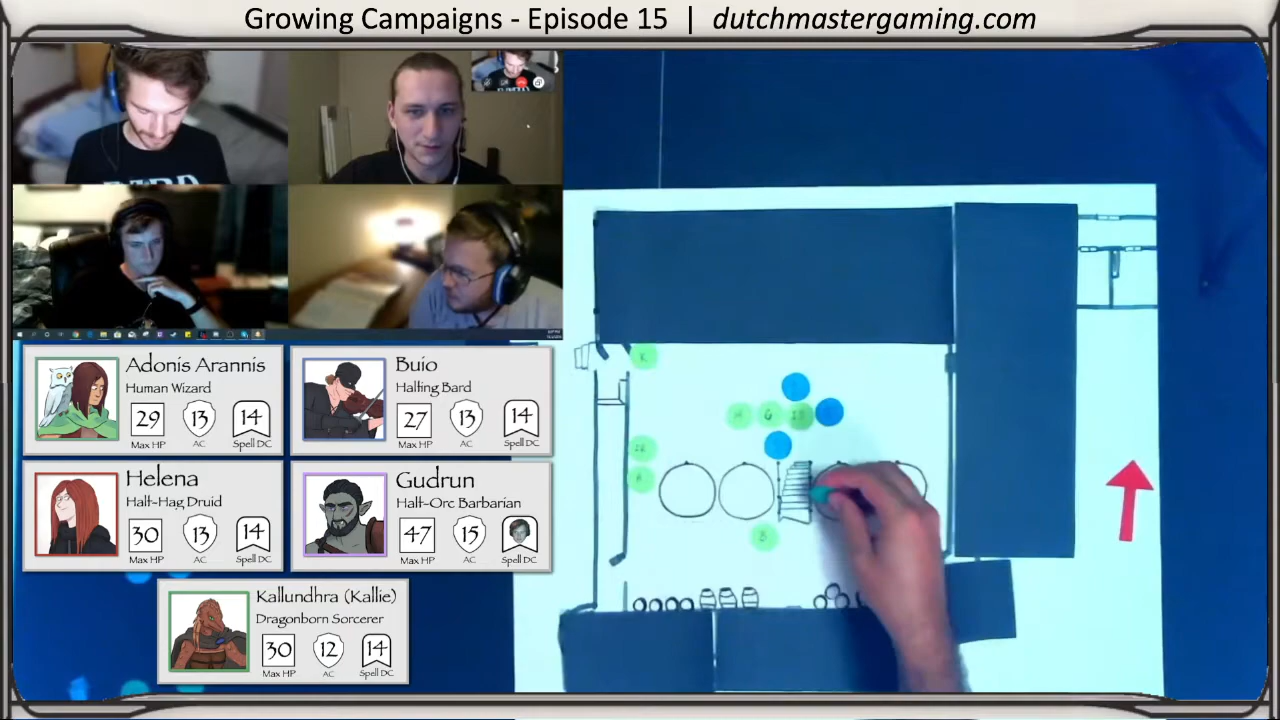 Growing Campaigns - Episode 15 | dutchmastergaming.com
Adonis Arannis
Human Wizard
29 13 14
Max HP AC Spell DC
Buio
Halfling Bard
27 13 14
Max HP AC Spell DC
Helena
Half-Hag Druid
30 13 14
Max HP AC Spell DC
Gudrun
Half-Orc Barbarian
47 15
Max HP AC Spell DC
Kallundhra (Kallie)
Dragonborn Sorcerer
30 12 14
Max HP AC Spell DC
K
G
B